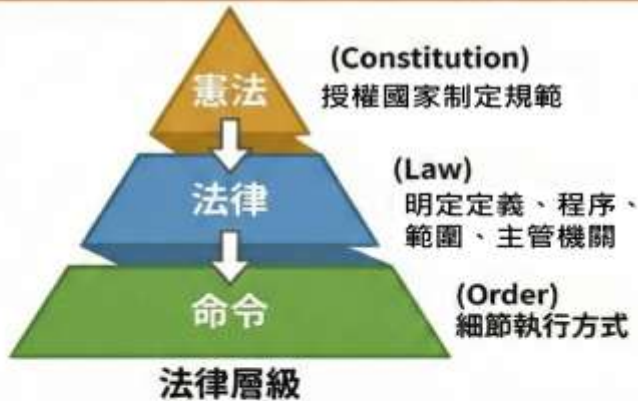 憲法
(Constitution)
授權國家制定規範
法律
(Law)
明定定義、程序、
範圍、主管機關
命令
(Order)
細節執行方式
法律層級